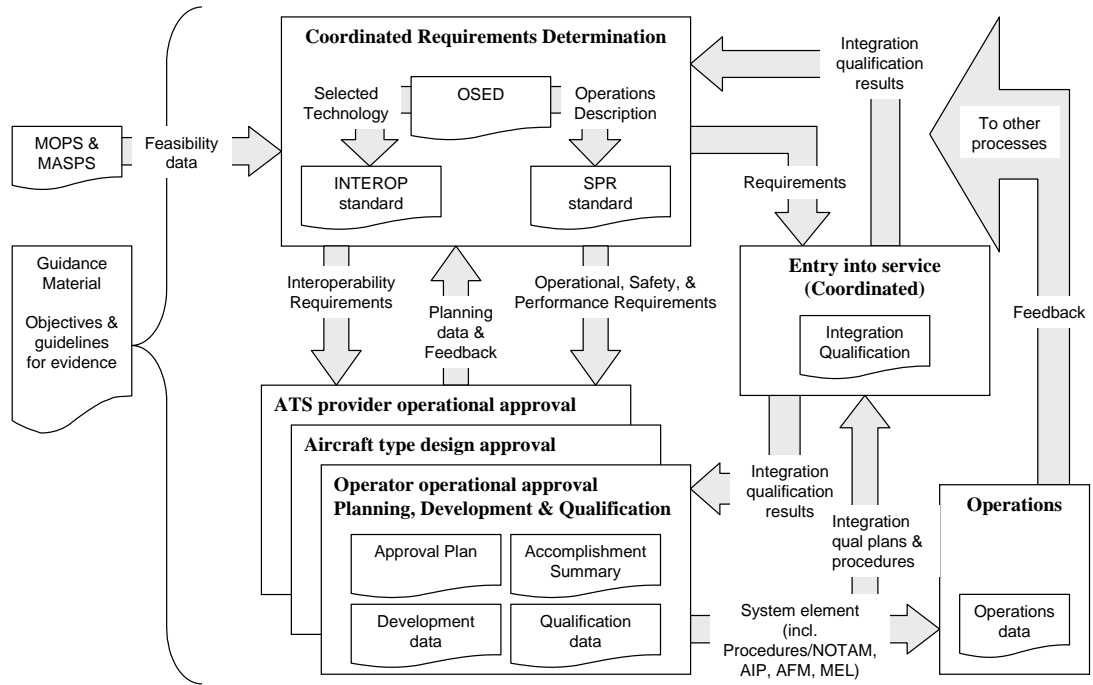 Coordinated Requirements Determination
Selected
Technology
OSED
Operations
Description
INTEROP
standard
SPR
standard
MOPS &
MASPS
Feasibility
data
Guidance
Material
Objectives &
guidelines
for evidence
Integration
qualification
results
To other
processes
Requirements
Entry into service
(Coordinated)
Integration
Qualification
Feedback
Interoperability
Requirements
Planning
data &
Feedback
Operational, Safety, &
Performance Requirements
ATS provider operational approval
Aircraft type design approval
Operator operational approval
Planning, Development & Qualification
Approval Plan
Accomplishment
Summary
Development
data
Qualification
data
Integration
qualification
results
Integration
qual plans &
procedures
System element
(incl.
Procedures/NOTAM,
AIP, AFM, MEL)
Operations
Operations
data